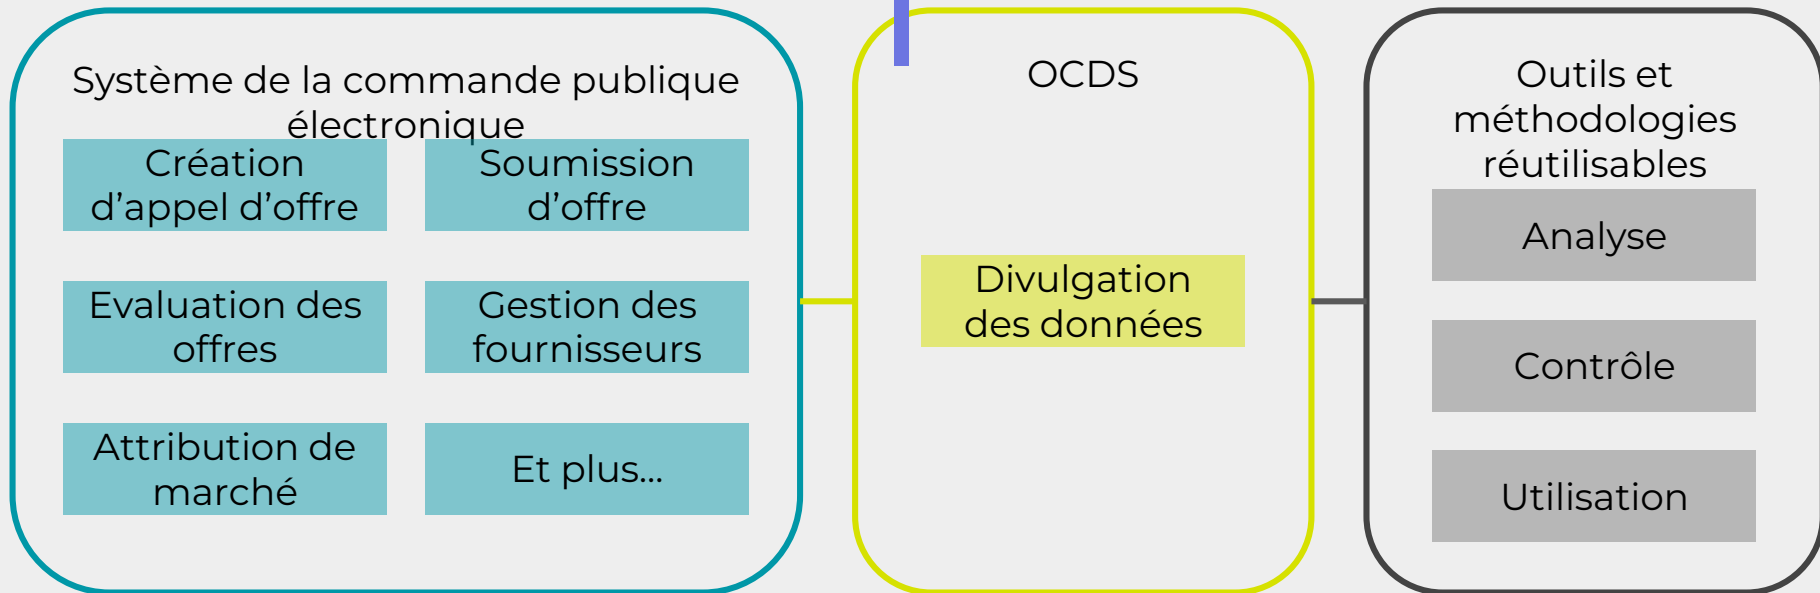 Système de la commande publique
électronique
Création
d’appel d’offre
Soumission
d’offre
Evaluation des
offres
Gestion des
fournisseurs
Attribution de
marché
Et plus...
OCDS
Divulgation
des données
Outils et
méthodologies
réutilisables
Analyse
Contrôle
Utilisation